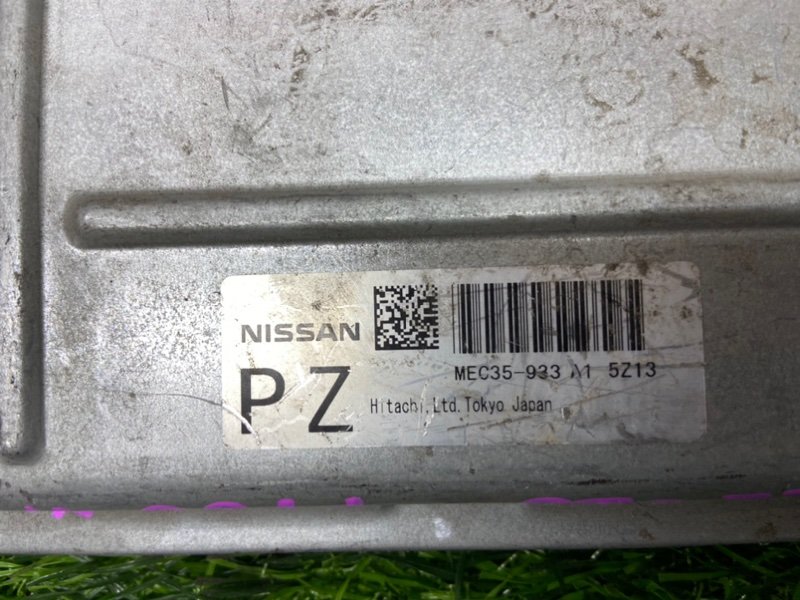 NISSAN
MEC35-933 A1 5Z13
PZ
Hitachi,Ltd.Tokyo Japan